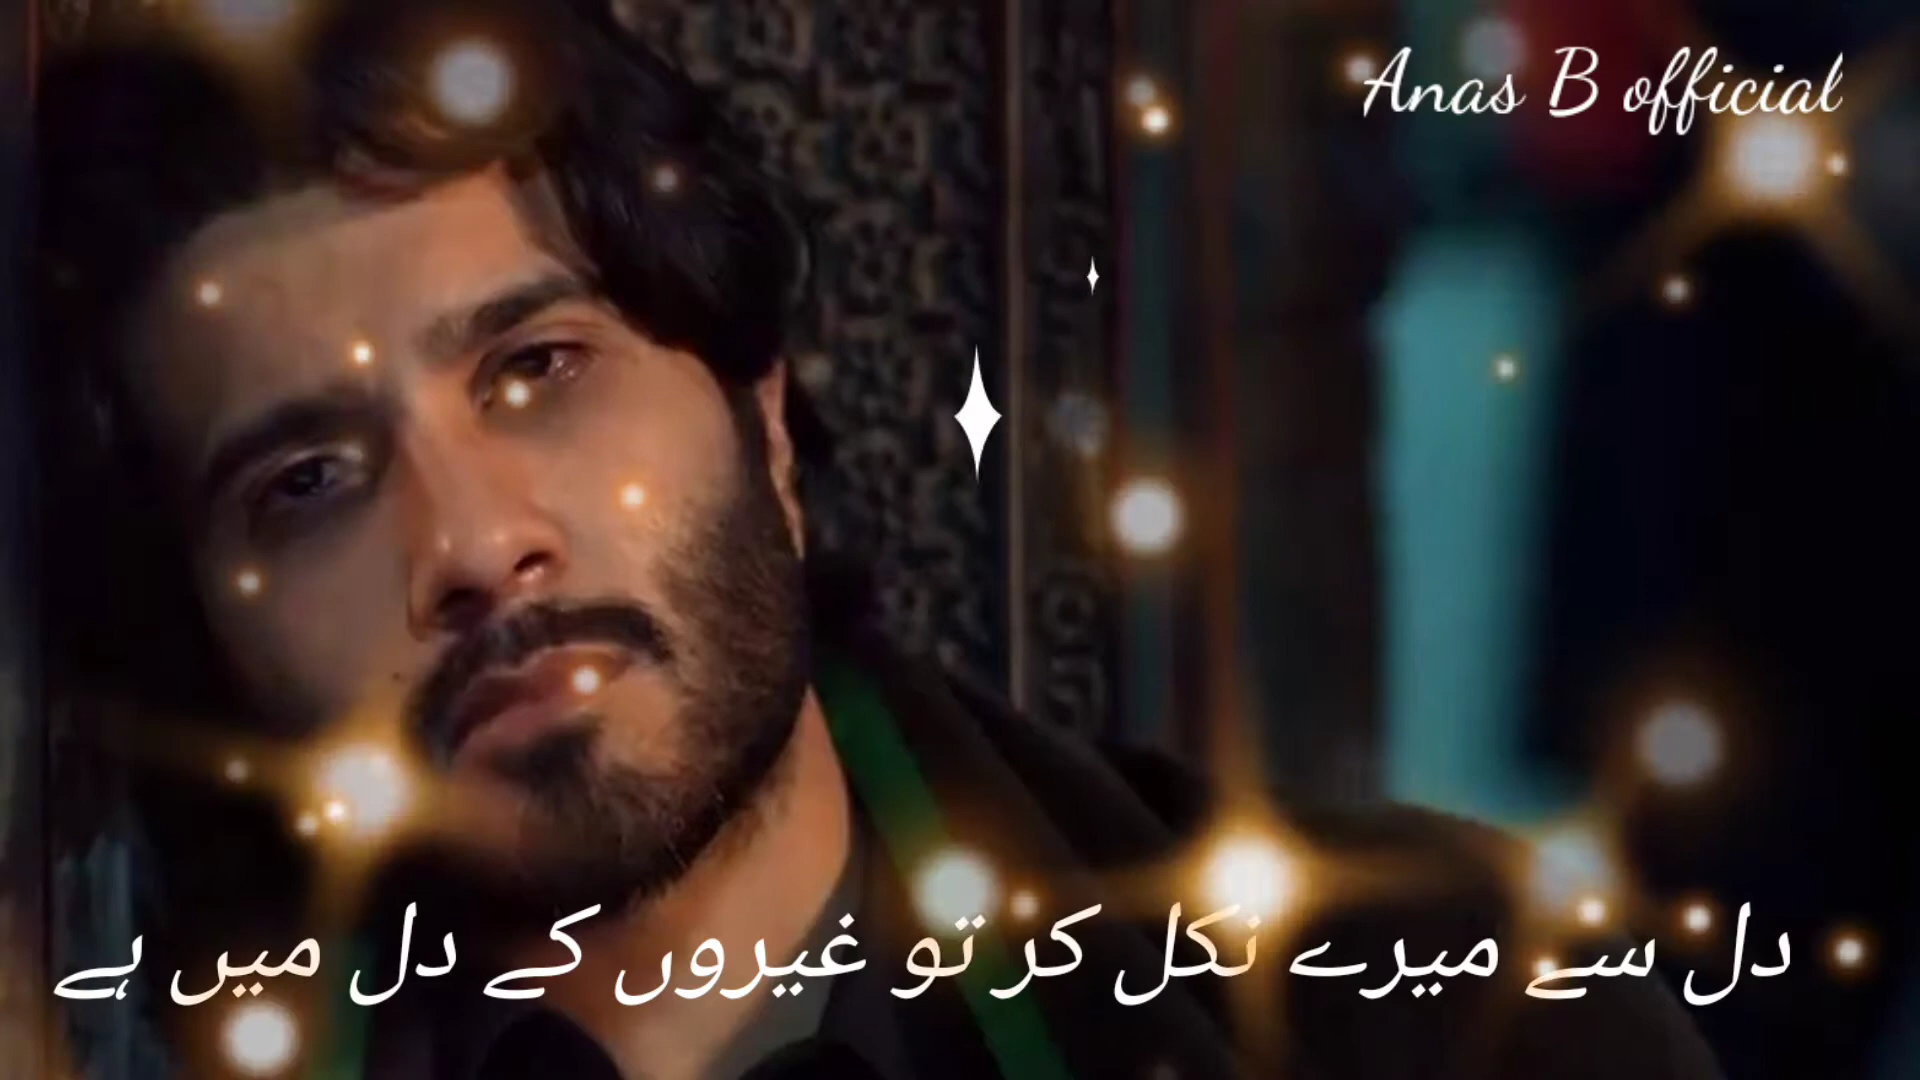 Anas B official
دل سے میرے نکل کر تو غیروں کے دل میں ہے